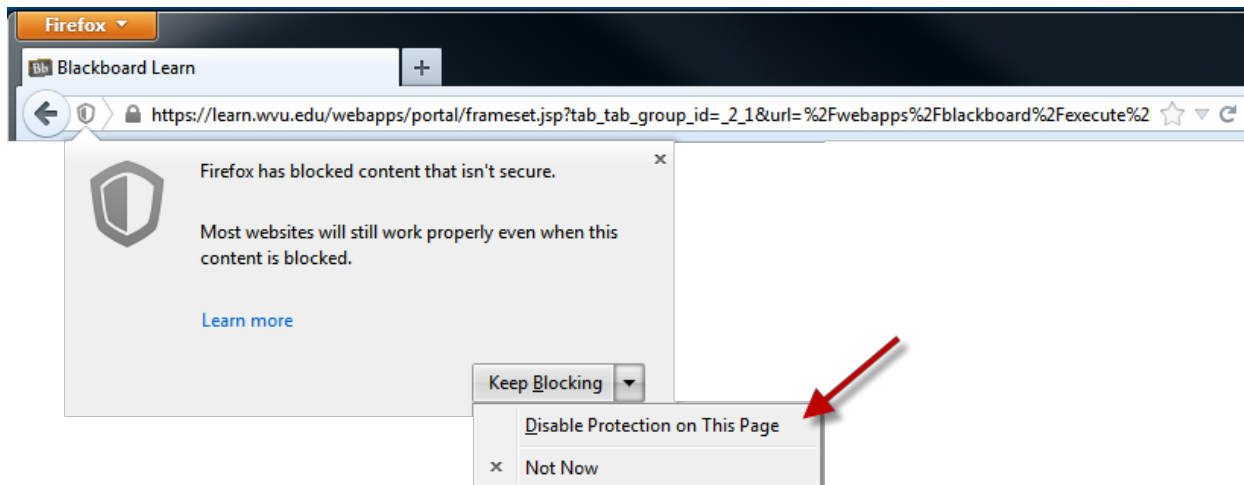 Firefox
Bb Blackboard Learn
https://learn.wvu.edu/webapps/portal/frameset.jsp?tab_tab_group_id=_2_1&url=%2Fwebapps%2Fblackboard%2Fexecute%2
Firefox has blocked content that isn't secure.
Most websites will still work properly even when this
content is blocked.
Learn more
Keep Blocking
Disable Protection on This Page
Not Now